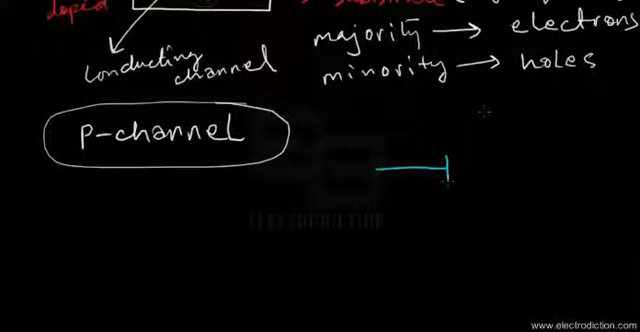 doped
majority → electrons
conducting channel
minority → holes
P-channel
www.electrodiction.com